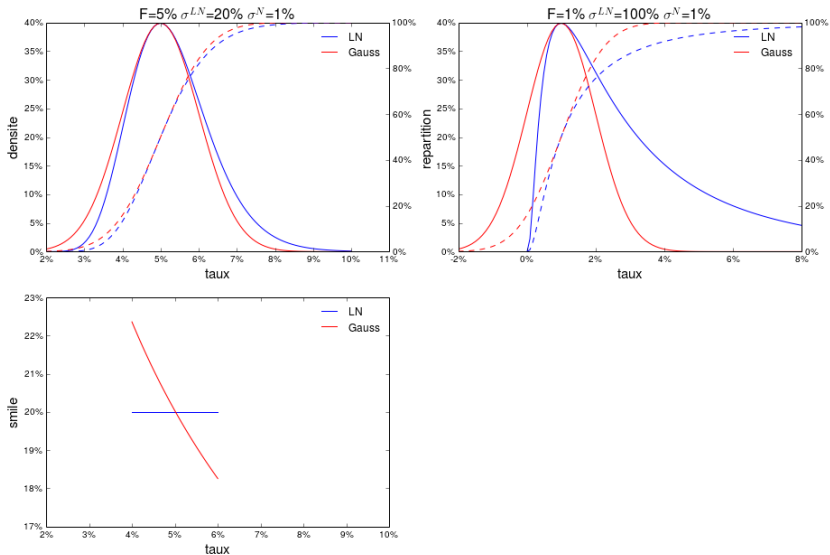 F=5% σ^LN=20% σ^N=1%
40%
35%
30%
25%
20%
15%
10%
5%
0%
densite
100%
80%
60%
40%
20%
0%
LN
Gauss
2% 3% 4% 5% 6% 7% 8% 9% 10% 11%
taux
F=1% σ^LN=100% σ^N=1%
40%
35%
30%
25%
20%
15%
10%
5%
0%
repartition
100%
80%
60%
40%
20%
0%
LN
Gauss
-2% 0% 2% 4% 6% 8%
taux
23%
22%
21%
20%
19%
18%
17%
smile
LN
Gauss
2% 3% 4% 5% 6% 7% 8% 9% 10%
taux